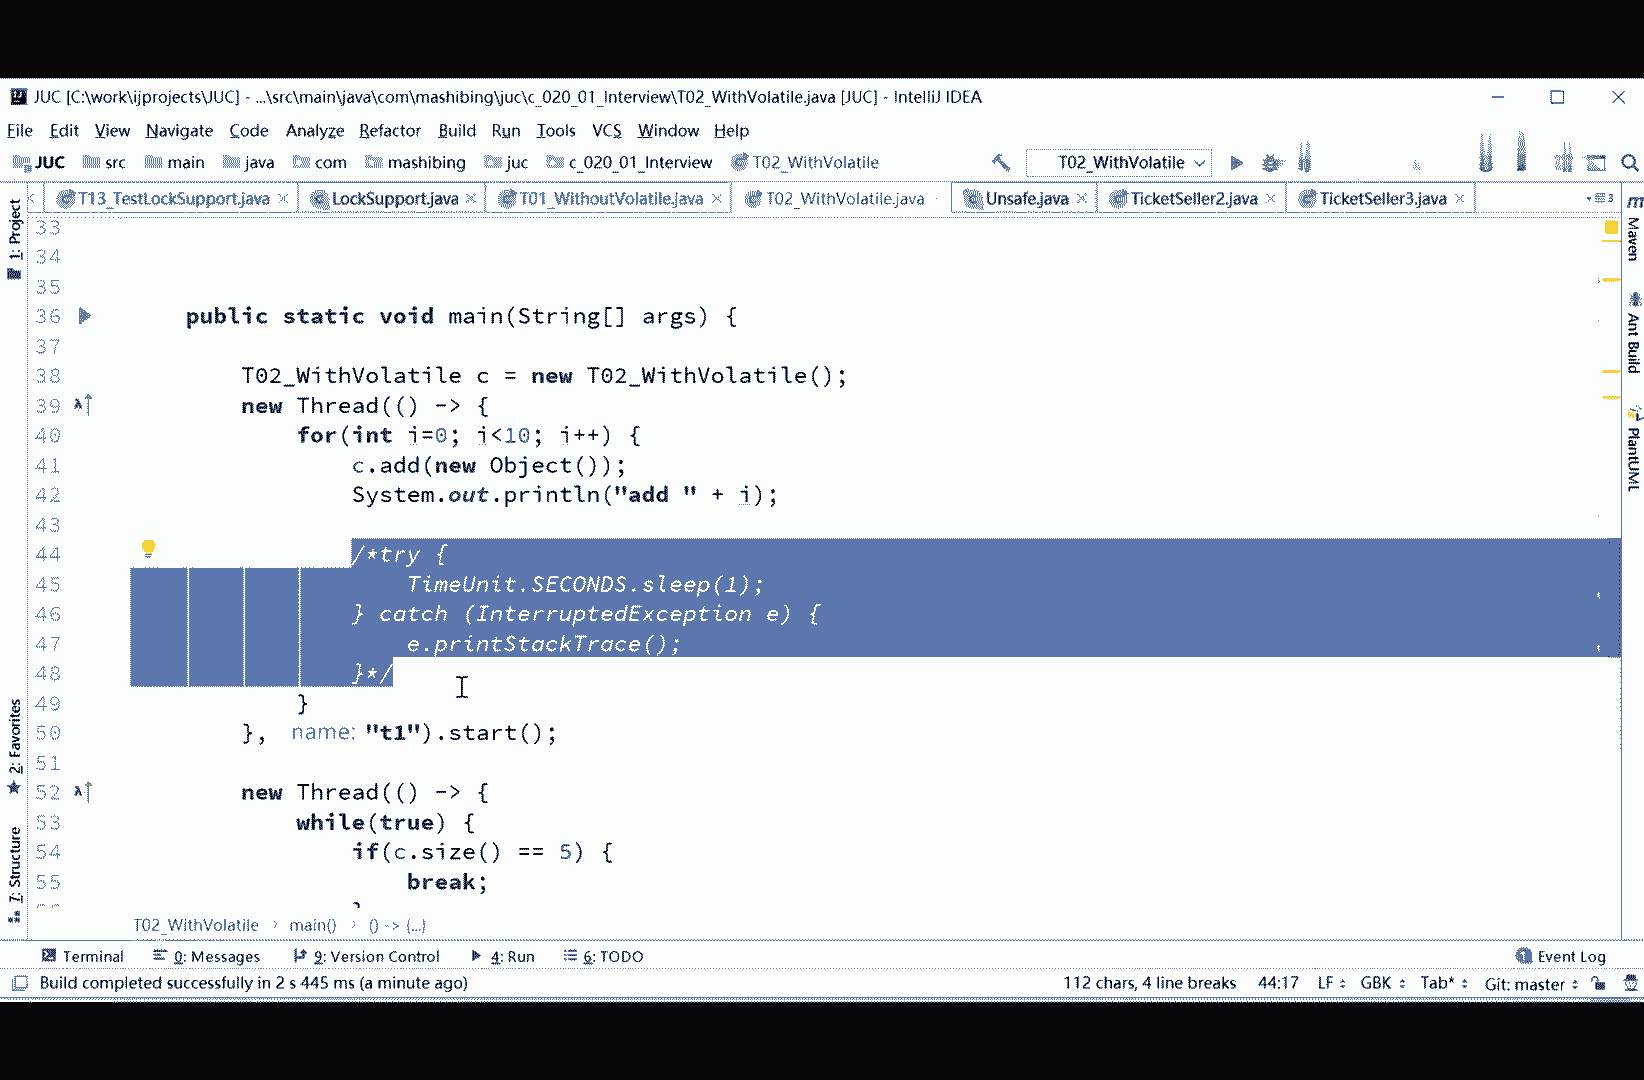 JUC [C:\work\ijprojects\JUC] - ...\src\main\java\com\mashibing\juc\c_020_01_Interview\T02_WithVolatile.java [JUC] - IntelliJ IDEA
File Edit View Navigate Code Analyze Refactor Build Run Tools VCS Window Help
JUC src main java com mashibing juc c_020_01_Interview T02_WithVolatile T02_WithVolatile
T13_TestLockSupport.java LockSupport.java T01_WithoutVolatile.java T02_WithVolatile.java Unsafe.java TicketSeller2.java TicketSeller3.java
1: Project
2: Favorites
7: Structure
Maven
Ant Build
PlantUML
33
34
35
36 public static void main(String[] args) {
37
38 T02_WithVolatile c = new T02_WithVolatile();
39 new Thread(() -> {
40 for(int i=0; i<10; i++) {
41 c.add(new Object());
42 System.out.println("add " + i);
43
44 /*try {
45 TimeUnit.SECONDS.sleep(1);
46 } catch (InterruptedException e) {
47 e.printStackTrace();
48 }*/
49 }
50 }, name: "t1").start();
51
52 new Thread(() -> {
53 while(true) {
54 if(c.size() == 5) {
55 break;
T02_WithVolatile › main() › () -> {...}
Terminal 0: Messages 9: Version Control 4: Run 6: TODO 1 Event Log
Build completed successfully in 2 s 445 ms (a minute ago) 112 chars, 4 line breaks 44:17 LF GBK Tab* Git: master